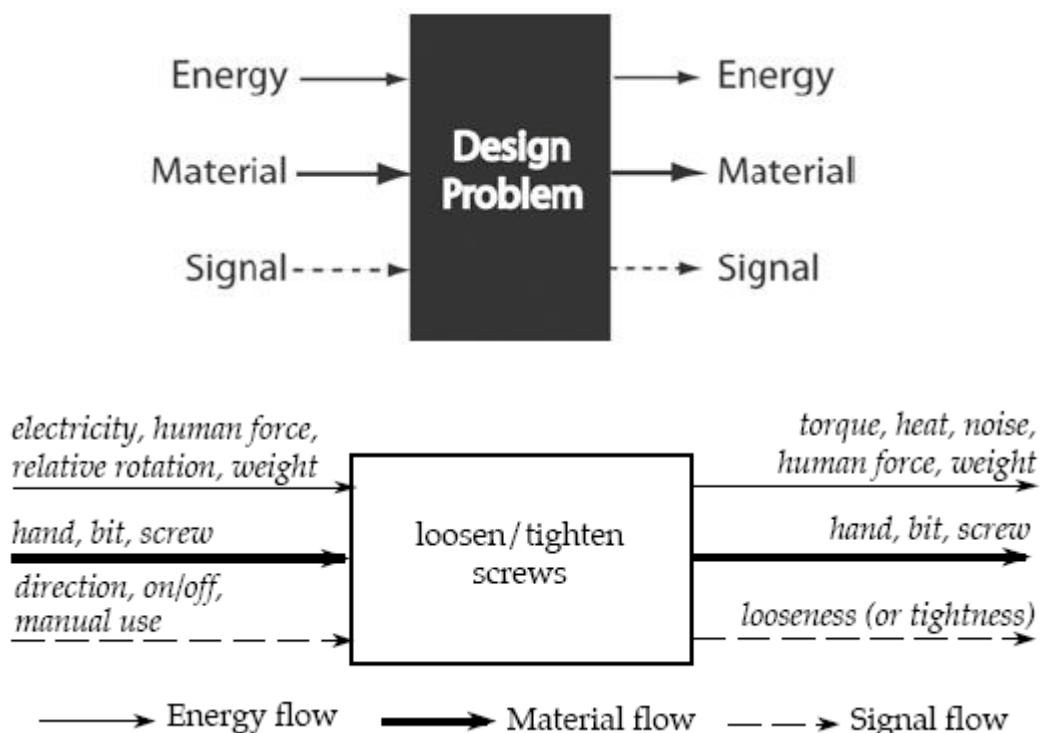 Energy
Energy
Design
Problem
Material
Material
Signal
Signal
electricity, human force,
relative rotation, weight
torque, heat, noise,
human force, weight
hand, bit, screw
loosen/tighten
screws
hand, bit, screw
direction, on/off,
manual use
looseness (or tightness)
Energy flow
Material flow
Signal flow